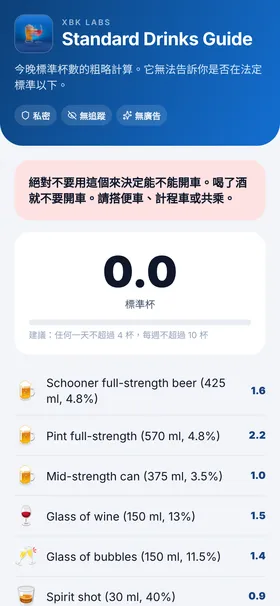 XBK LABS
Standard Drinks Guide
今晚標準杯數的粗略計算。它無法告訴你是否在法定
標準以下。
私密
無追蹤
無廣告
絕對不要用這個來決定能不能開車。喝了酒
就不要開車。請搭便車、計程車或共乘。
0.0
標準杯
建議：任何一天不超過 4 杯，每週不超過 10 杯
Schooner full-strength beer (425
ml, 4.8%)
1.6
Pint full-strength (570 ml, 4.8%)
2.2
Mid-strength can (375 ml, 3.5%)
1.0
Glass of wine (150 ml, 13%)
1.5
Glass of bubbles (150 ml, 11.5%)
1.4
Spirit shot (30 ml, 40%)
0.9